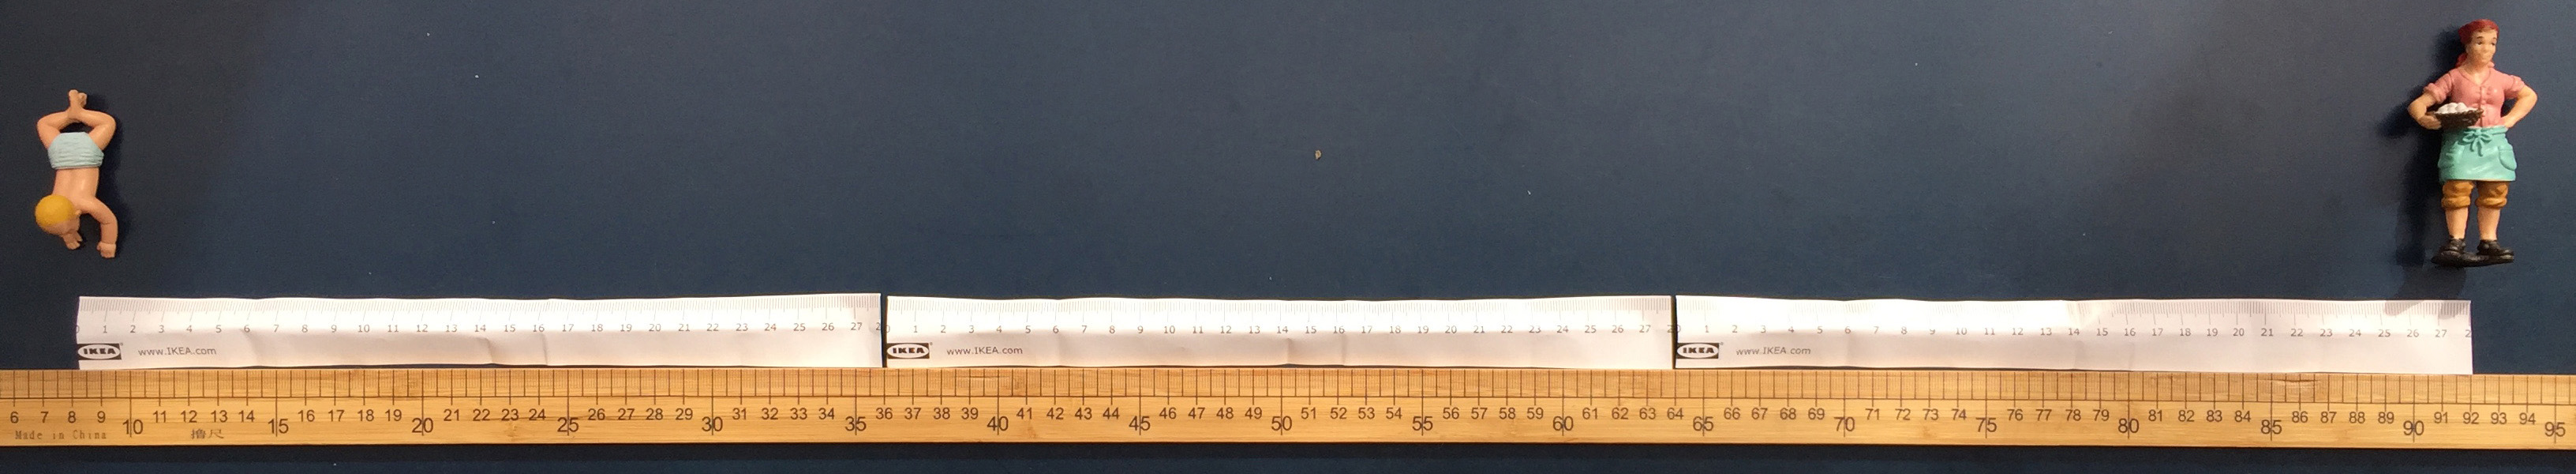 0 1 2 3 4 5 6 7 8 9 10 11 12 13 14 15 16 17 18 19 20 21 22 23 24 25 26 27 2
IKEA® www.IKEA.com
0 1 2 3 4 5 6 7 8 9 10 11 12 13 14 15 16 17 18 19 20 21 22 23 24 25 26 27 2
IKEA® www.IKEA.com
0 1 2 3 4 5 6 7 8 9 10 11 12 13 14 15 16 17 18 19 20 21 22 23 24 25 26 27 2
IKEA® www.IKEA.com
6 7 8 9 10 11 12 13 14 15 16 17 18 19 20 21 22 23 24 25 26 27 28 29 30 31 32 33 34 35 36 37 38 39 40 41 42 43 44 45 46 47 48 49 50 51 52 53 54 55 56 57 58 59 60 61 62 63 64 65 66 67 68 69 70 71 72 73 74 75 76 77 78 79 80 81 82 83 84 85 86 87 88 89 90 91 92 93 94 95
Made in China